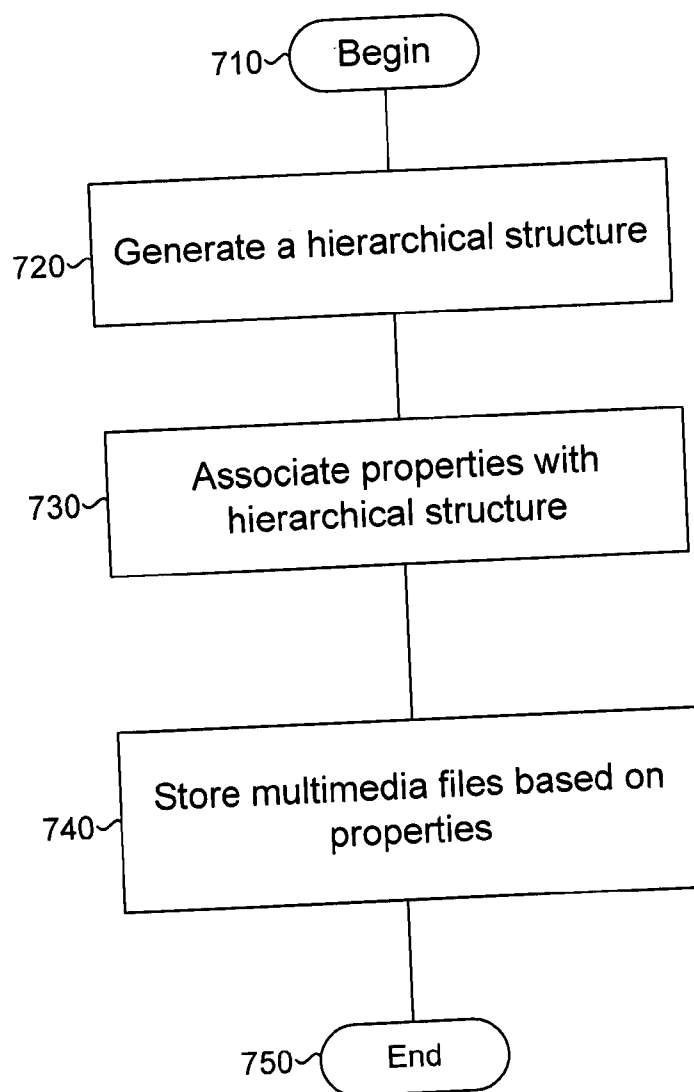 710 Begin
720 Generate a hierarchical structure
730 Associate properties with
hierarchical structure
740 Store multimedia files based on
properties
750 End